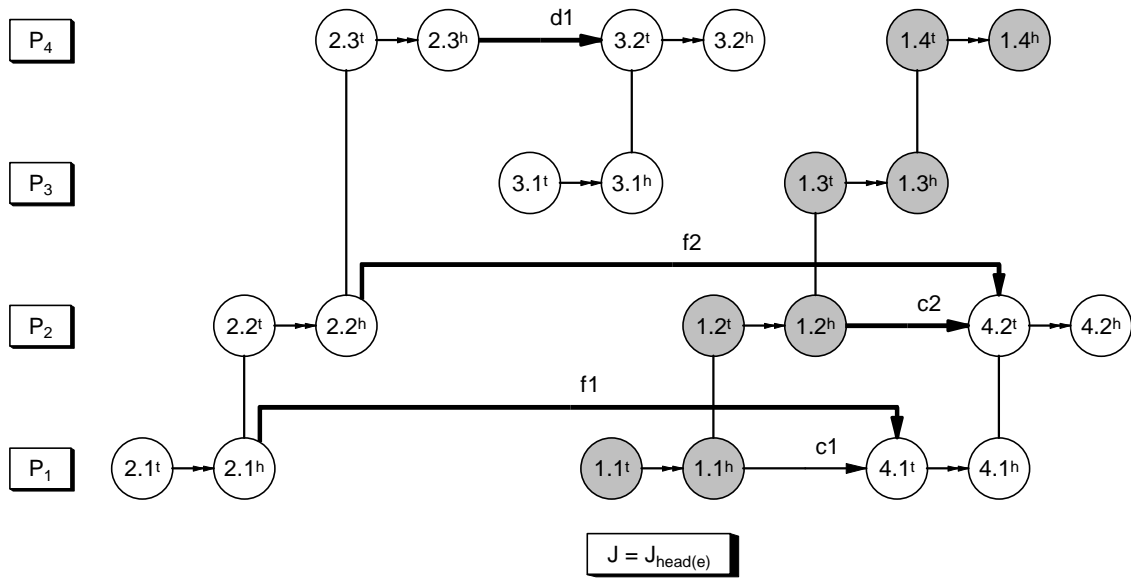 d1
P₄ 2.3ᵗ 2.3ʰ 3.2ᵗ 3.2ʰ 1.4ᵗ 1.4ʰ
P₃ 3.1ᵗ 3.1ʰ 1.3ᵗ 1.3ʰ
f2
c2
P₂ 2.2ᵗ 2.2ʰ 1.2ᵗ 1.2ʰ 4.2ᵗ 4.2ʰ
f1
c1
P₁ 2.1ᵗ 2.1ʰ 1.1ᵗ 1.1ʰ 4.1ᵗ 4.1ʰ
J = J_head(e)